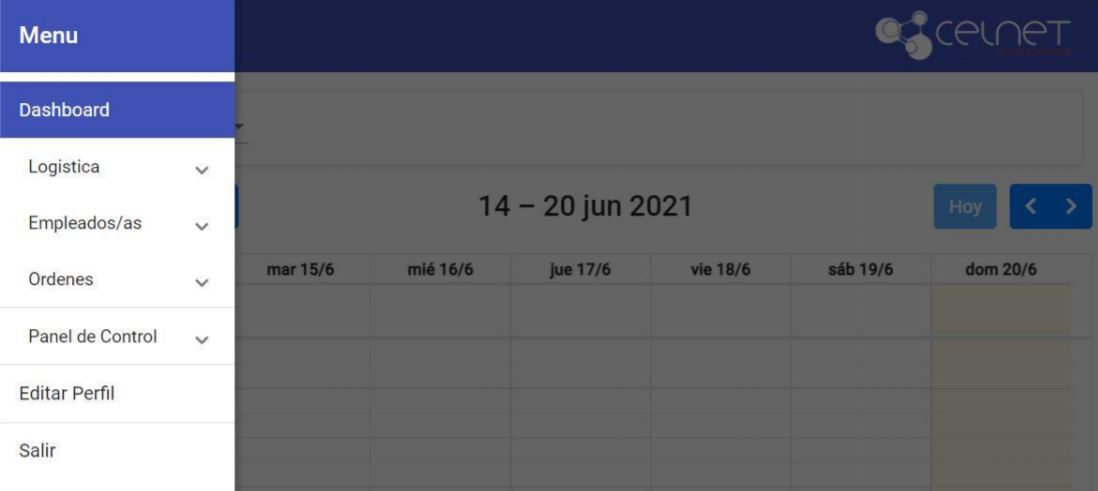 Menu
celnet
Dashboard
Logistica
Empleados/as
14 – 20 jun 2021
Hoy
mar 15/6
mié 16/6
jue 17/6
vie 18/6
sáb 19/6
dom 20/6
Ordenes
Panel de Control
Editar Perfil
Salir